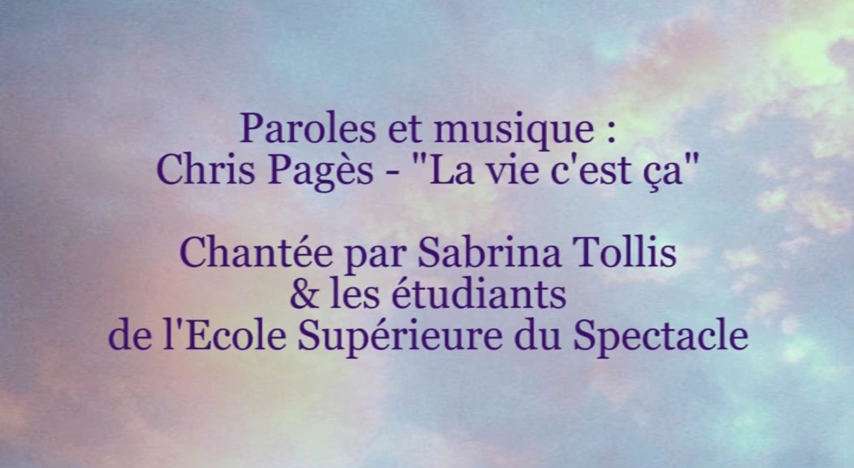 Paroles et musique :
Chris Pagès - "La vie c'est ça"
Chantée par Sabrina Tollis
& les étudiants
de l'Ecole Supérieure du Spectacle